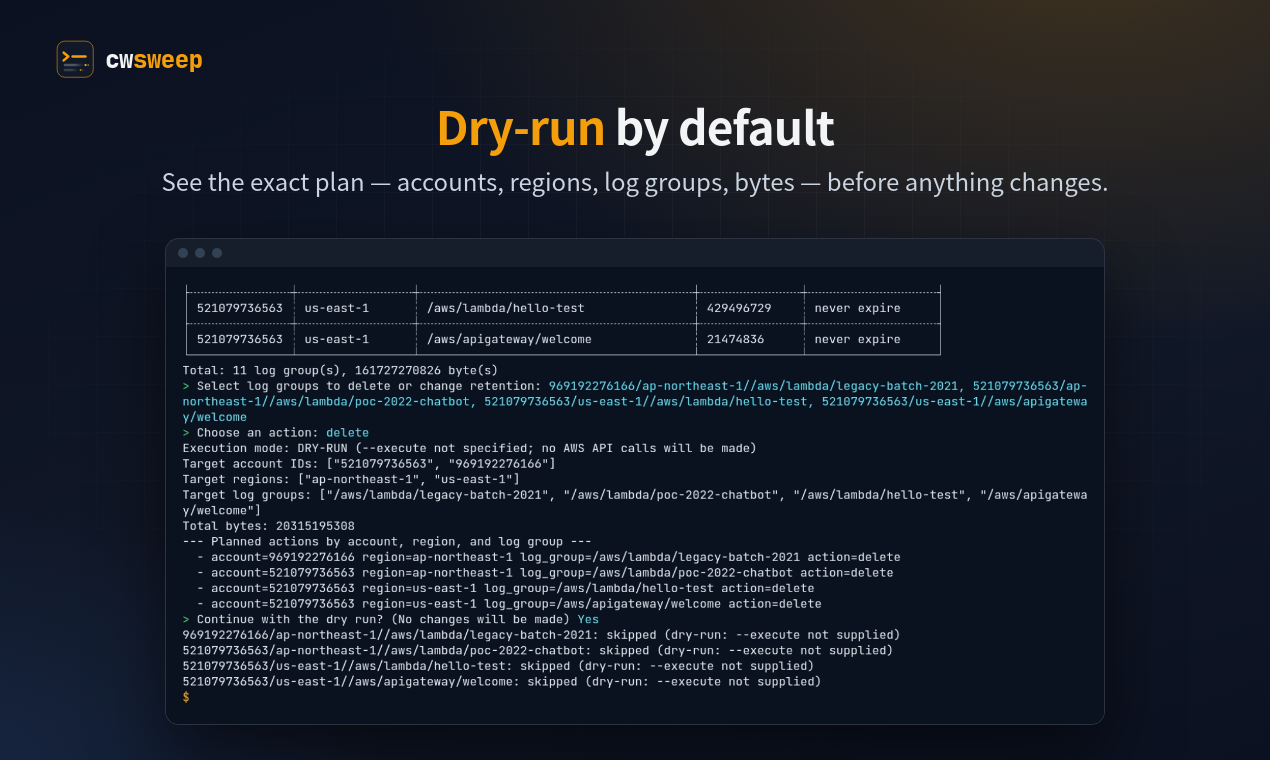 cwsweep
Dry-run by default
See the exact plan — accounts, regions, log groups, bytes — before anything changes.
521079736563 us-east-1 /aws/lambda/hello-test 429496729 never expire
521079736563 us-east-1 /aws/apigateway/welcome 21474836 never expire
Total: 11 log group(s), 161727270826 byte(s)
> Select log groups to delete or change retention: 969192276166/ap-northeast-1//aws/lambda/legacy-batch-2021, 521079736563/ap-
northeast-1//aws/lambda/poc-2022-chatbot, 521079736563/us-east-1//aws/lambda/hello-test, 521079736563/us-east-1//aws/apigatewa
y/welcome
> Choose an action: delete
Execution mode: DRY-RUN (--execute not specified; no AWS API calls will be made)
Target account IDs: ["521079736563", "969192276166"]
Target regions: ["ap-northeast-1", "us-east-1"]
Target log groups: ["/aws/lambda/legacy-batch-2021", "/aws/lambda/poc-2022-chatbot", "/aws/lambda/hello-test", "/aws/apigatewa
y/welcome"]
Total bytes: 20315195308
--- Planned actions by account, region, and log group ---
- account=969192276166 region=ap-northeast-1 log_group=/aws/lambda/legacy-batch-2021 action=delete
- account=521079736563 region=ap-northeast-1 log_group=/aws/lambda/poc-2022-chatbot action=delete
- account=521079736563 region=us-east-1 log_group=/aws/lambda/hello-test action=delete
- account=521079736563 region=us-east-1 log_group=/aws/apigateway/welcome action=delete
> Continue with the dry run? (No changes will be made) Yes
969192276166/ap-northeast-1//aws/lambda/legacy-batch-2021: skipped (dry-run: --execute not supplied)
521079736563/ap-northeast-1//aws/lambda/poc-2022-chatbot: skipped (dry-run: --execute not supplied)
521079736563/us-east-1//aws/lambda/hello-test: skipped (dry-run: --execute not supplied)
521079736563/us-east-1//aws/apigateway/welcome: skipped (dry-run: --execute not supplied)
$